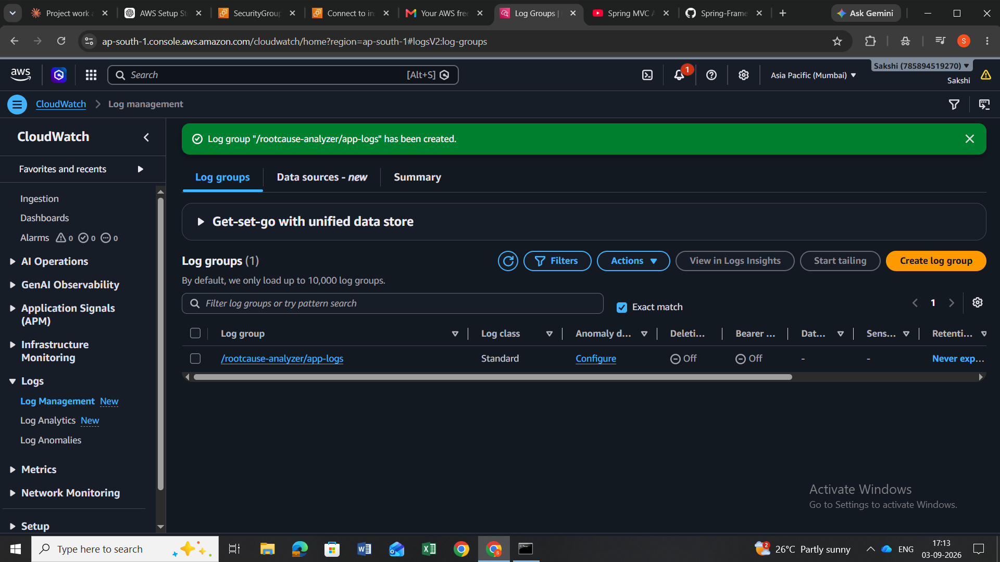 Project work a
AWS Setup St
SecurityGroup
Connect to in
Your AWS free
Log Groups |
Spring MVC A
Spring-Frame
Ask Gemini
ap-south-1.console.aws.amazon.com/cloudwatch/home?region=ap-south-1#logsV2:log-groups
S
aws
Search
[Alt+S]
1
Asia Pacific (Mumbai)
Sakshi (785894519270)
Sakshi
CloudWatch
Log management
CloudWatch
Favorites and recents
Ingestion
Dashboards
Alarms 0 0 0
AI Operations
GenAI Observability
Application Signals
(APM)
Infrastructure
Monitoring
Logs
Log Management New
Log Analytics New
Log Anomalies
Metrics
Network Monitoring
Setup
Log group "/rootcause-analyzer/app-logs" has been created.
Log groups
Data sources - new
Summary
Get-set-go with unified data store
Log groups (1)
Filters
Actions
View in Logs Insights
Start tailing
Create log group
By default, we only load up to 10,000 log groups.
Filter log groups or try pattern search
Exact match
1
Log group
Log class
Anomaly d...
Deleti...
Bearer ...
Dat...
Sens...
Retenti...
/rootcause-analyzer/app-logs
Standard
Configure
Off
Off
-
-
Never exp...
Activate Windows
Go to Settings to activate Windows.
Type here to search
2
26°C Partly sunny
ENG
17:13
03-09-2026